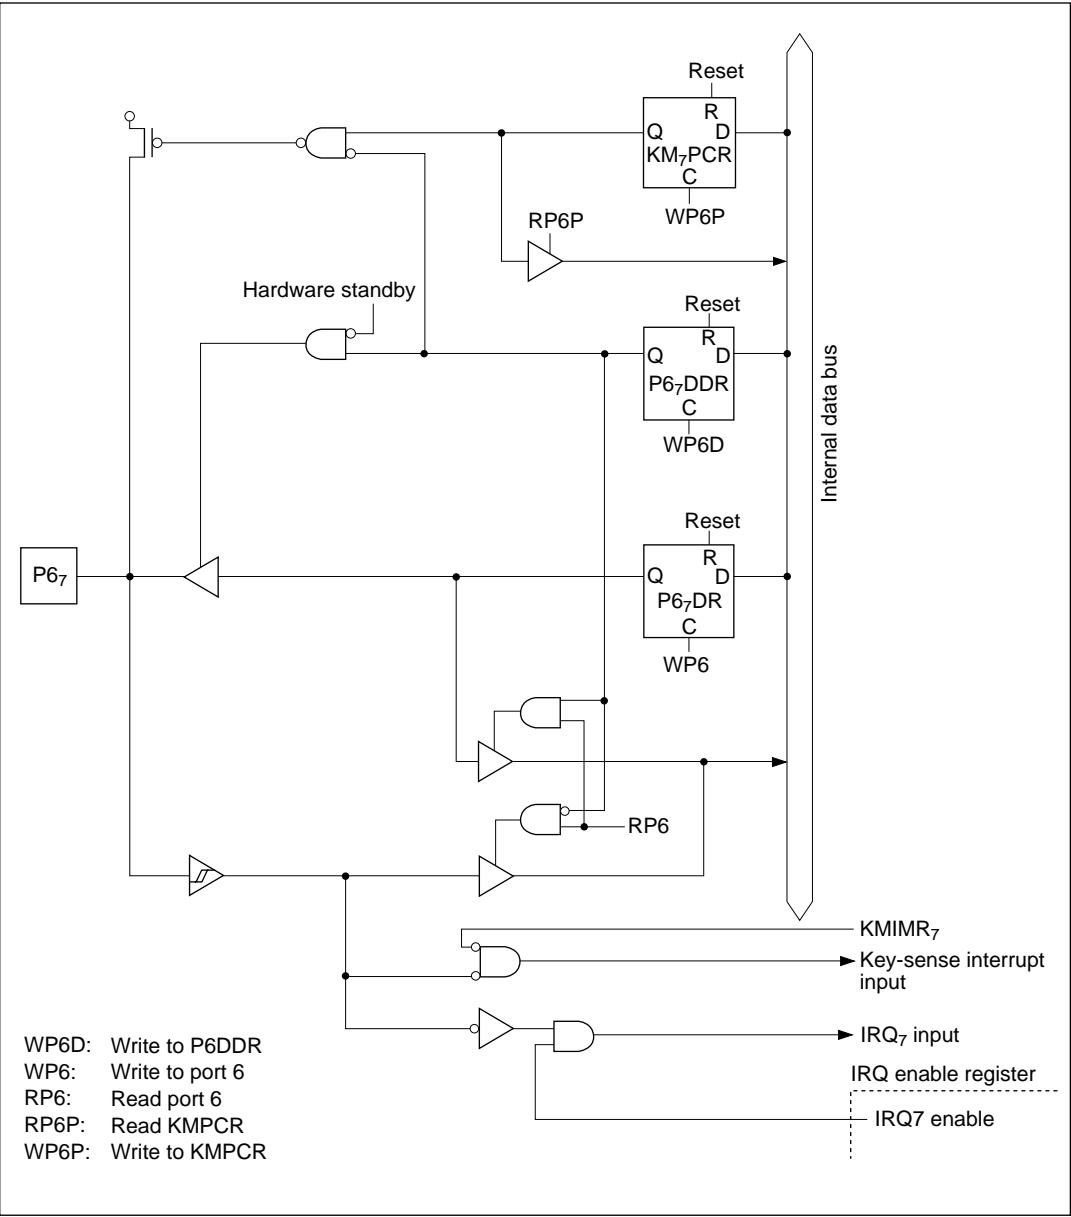 Reset
R
Q D
KM₇PCR
C
WP6P
RP6P
Hardware standby
Reset
R
Q D
P6₇DDR
C
WP6D
Internal data bus
Reset
R
Q D
P6₇DR
C
WP6
P6₇
RP6
KMIMR₇
Key-sense interrupt
input
IRQ₇ input
IRQ enable register
IRQ7 enable
WP6D: Write to P6DDR
WP6: Write to port 6
RP6: Read port 6
RP6P: Read KMPCR
WP6P: Write to KMPCR